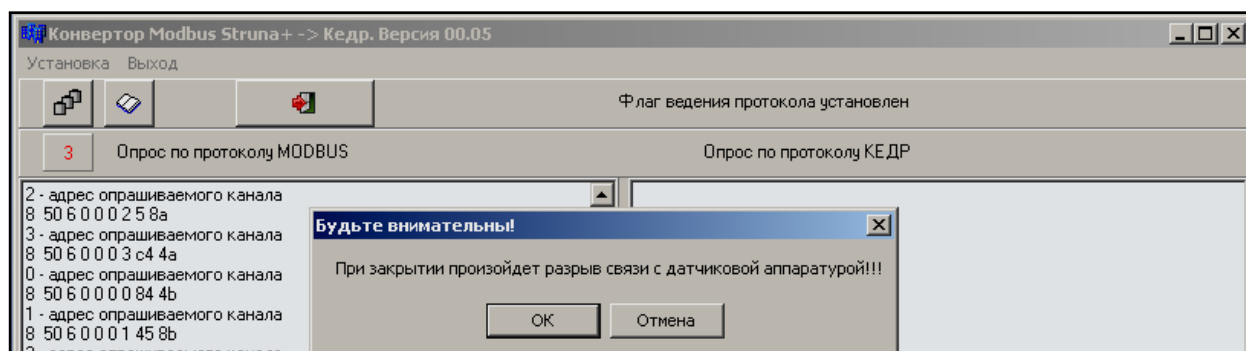 Конвертор Modbus Struna+ -> Кедр. Версия 00.05
Установка Выход
Флаг ведения протокола установлен
3 Опрос по протоколу MODBUS Опрос по протоколу КЕДР
2 - адрес опрашиваемого канала
8 50 6 0 0 0 2 5 8a
3 - адрес опрашиваемого канала
8 50 6 0 0 0 3 c4 4a
0 - адрес опрашиваемого канала
8 50 6 0 0 0 0 84 4b
1 - адрес опрашиваемого канала
8 50 6 0 0 0 1 45 8b
Будьте внимательны!
При закрытии произойдет разрыв связи с датчиковой аппаратурой!!!
OK Отмена